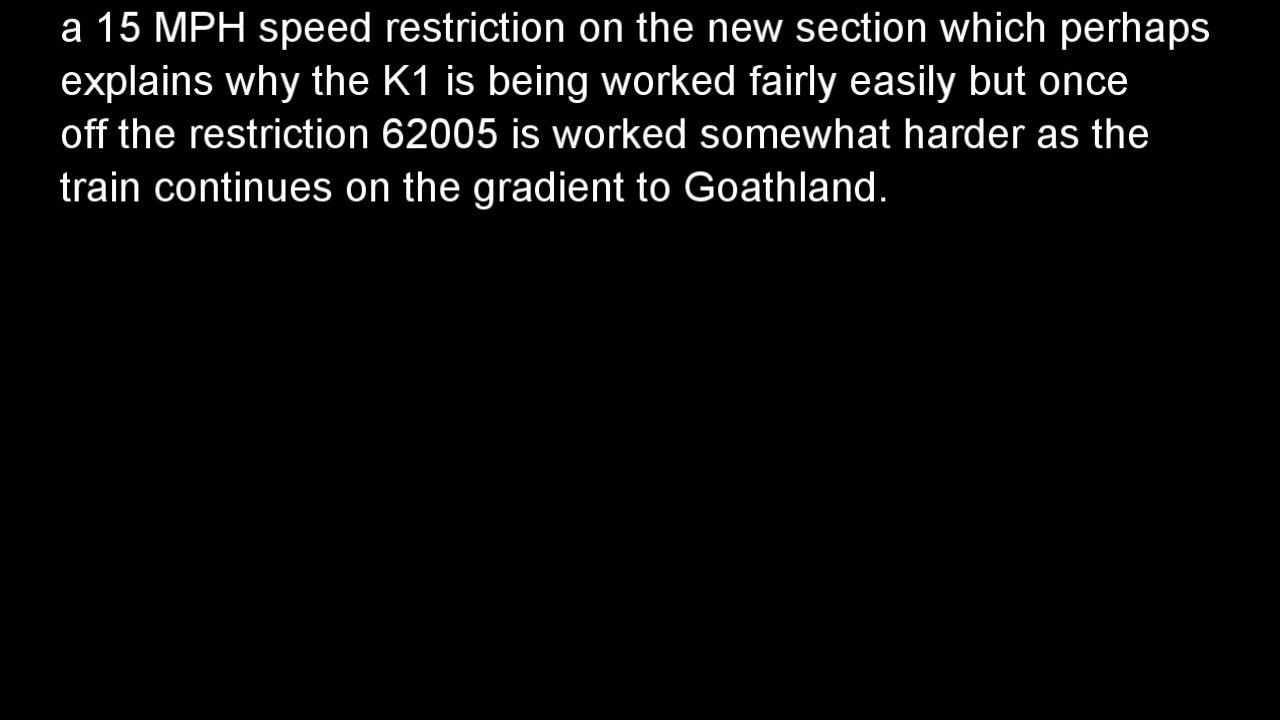 a 15 MPH speed restriction on the new section which perhaps
explains why the K1 is being worked fairly easily but once
off the restriction 62005 is worked somewhat harder as the
train continues on the gradient to Goathland.